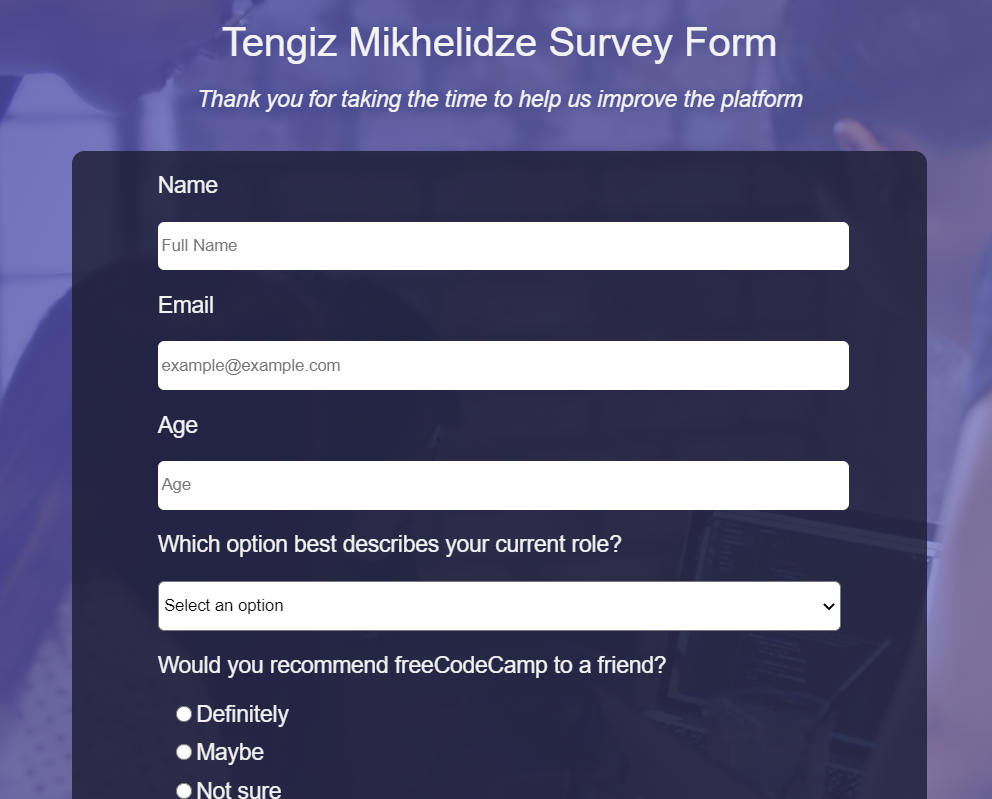 Tengiz Mikhelidze Survey Form
Thank you for taking the time to help us improve the platform
Name
Full Name
Email
example@example.com
Age
Age
Which option best describes your current role?
Select an option
Would you recommend freeCodeCamp to a friend?
Definitely
Maybe
Not sure